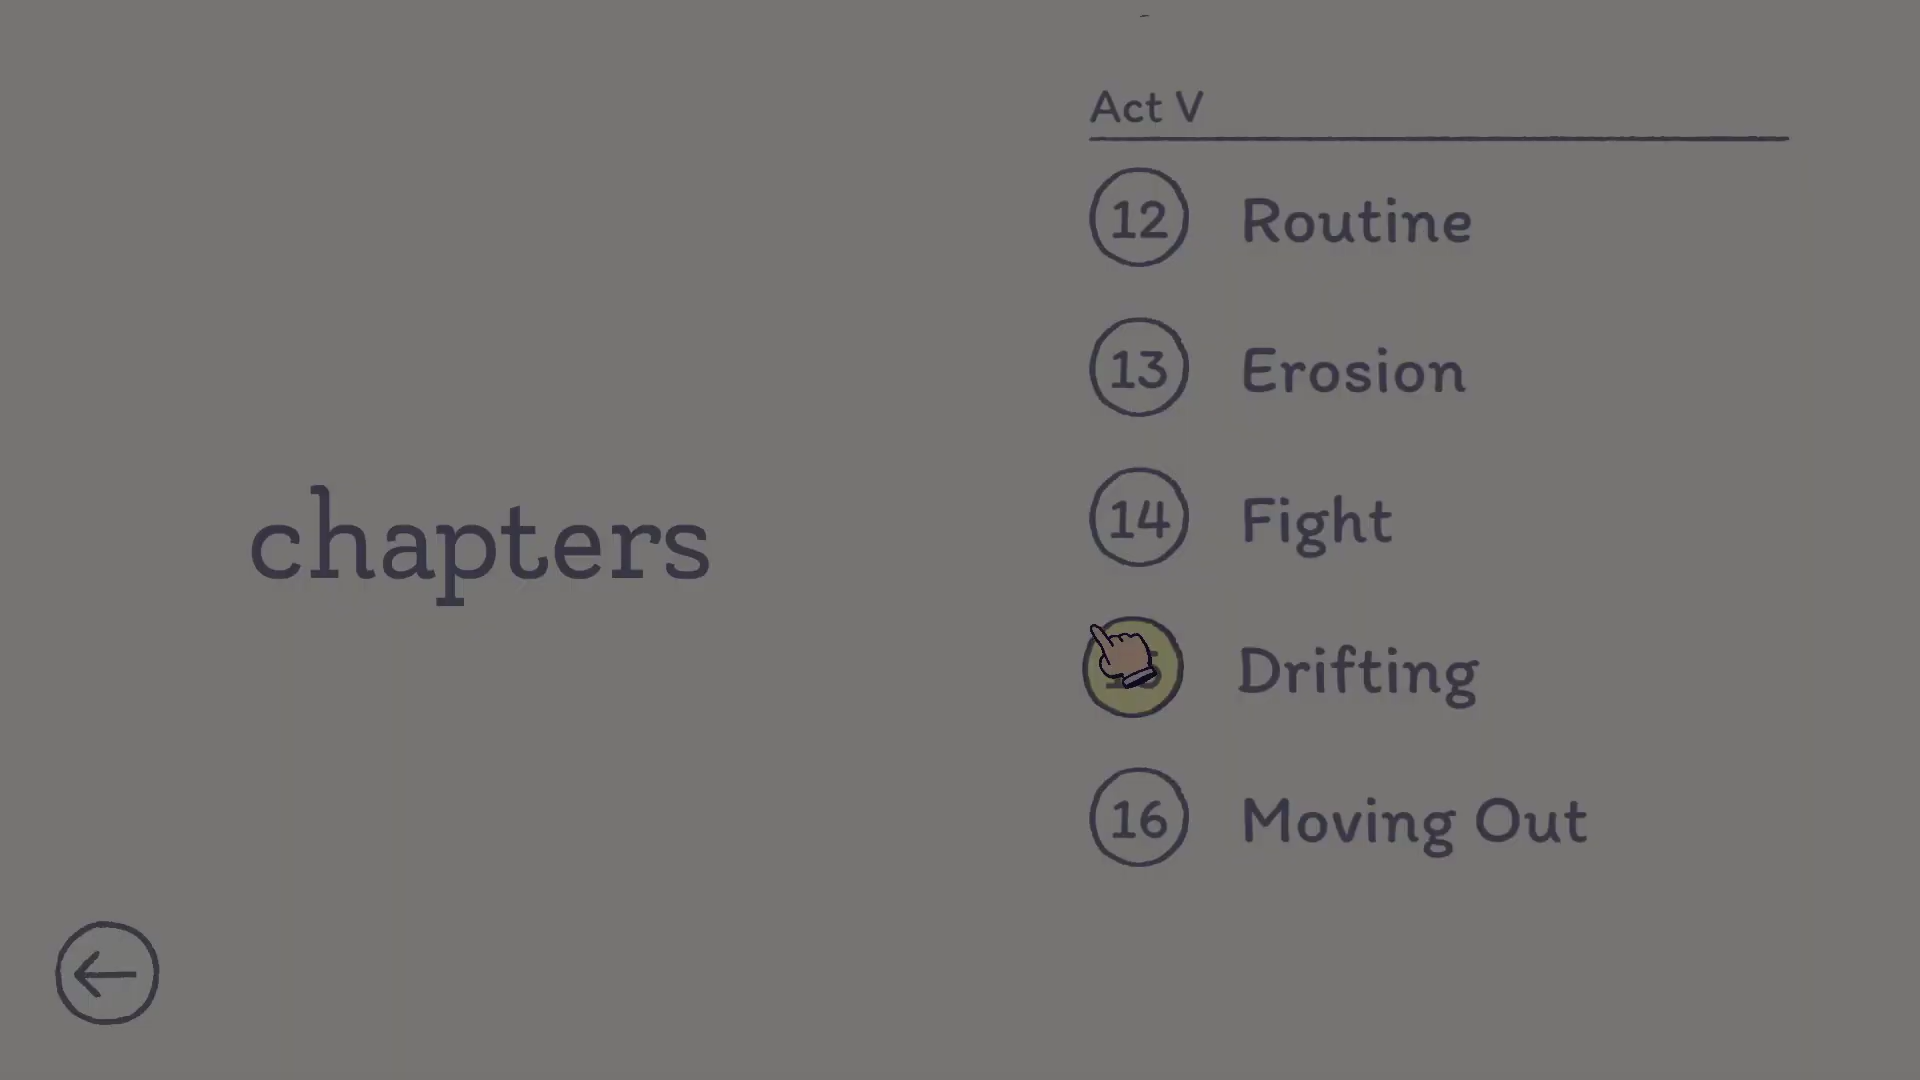 chapters
Act V
12 Routine
13 Erosion
14 Fight
Drifting
16 Moving Out